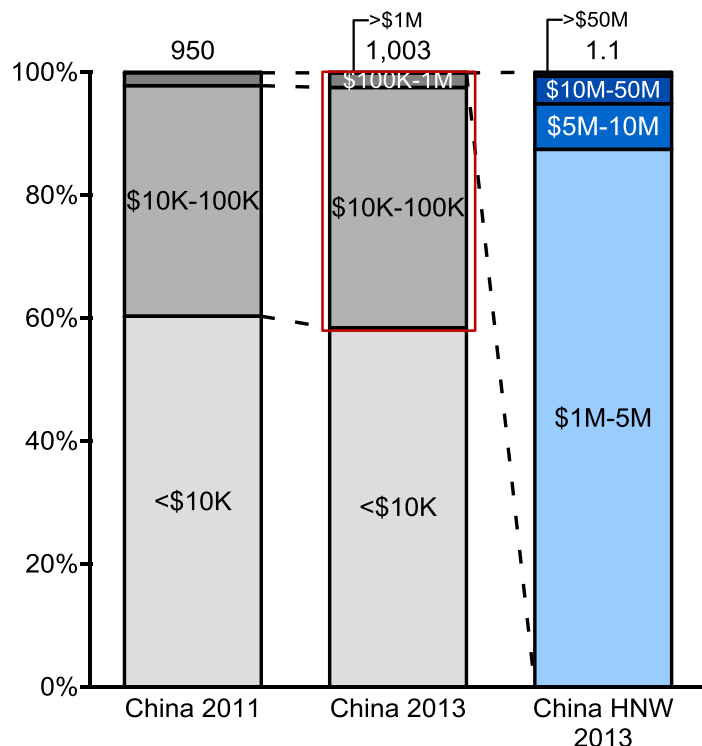 >$1M
>$50M
950
1,003
1.1
100%
80%
60%
40%
20%
0%
$10K-100K
<$10K
$100K-1M
$10K-100K
<$10K
$10M-50M
$5M-10M
$1M-5M
China 2011
China 2013
China HNW
2013